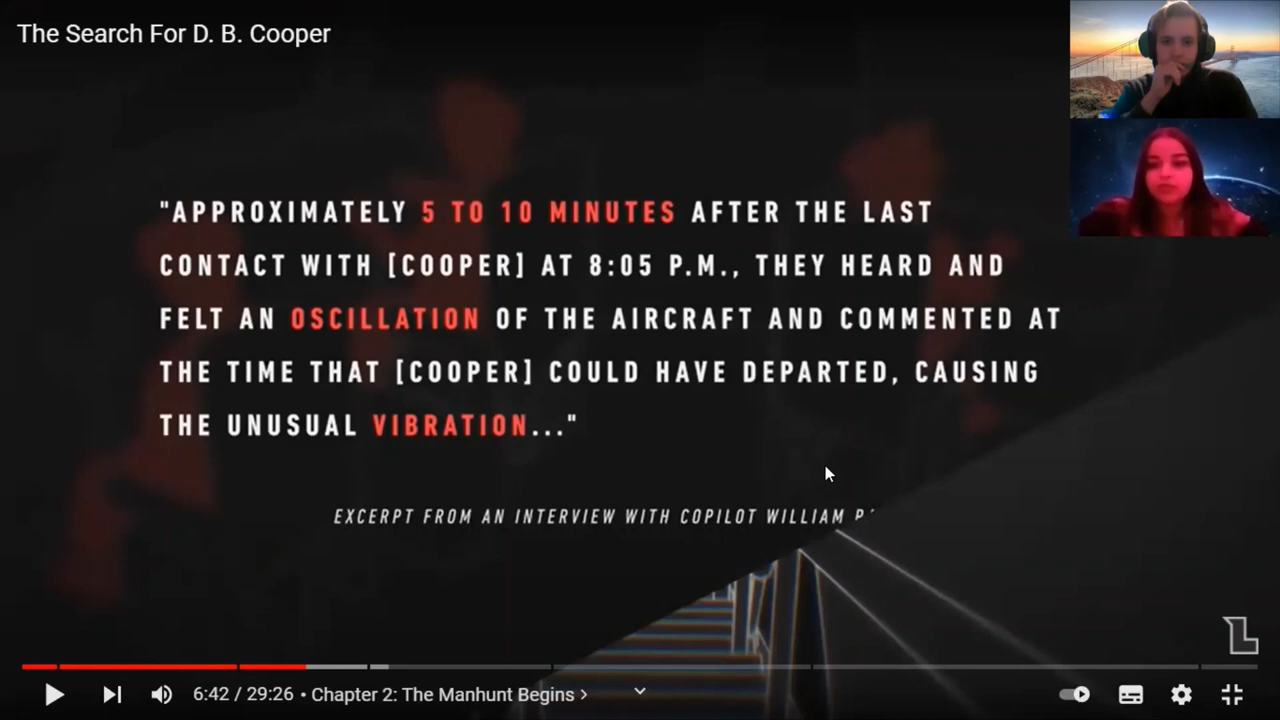 The Search For D. B. Cooper
"APPROXIMATELY 5 TO 10 MINUTES AFTER THE LAST
CONTACT WITH [COOPER] AT 8:05 P.M., THEY HEARD AND
FELT AN OSCILLATION OF THE AIRCRAFT AND COMMENTED AT
THE TIME THAT [COOPER] COULD HAVE DEPARTED, CAUSING
THE UNUSUAL VIBRATION..."
EXCERPT FROM AN INTERVIEW WITH COPILOT WILLIAM
6:42 / 29:26 • Chapter 2: The Manhunt Begins